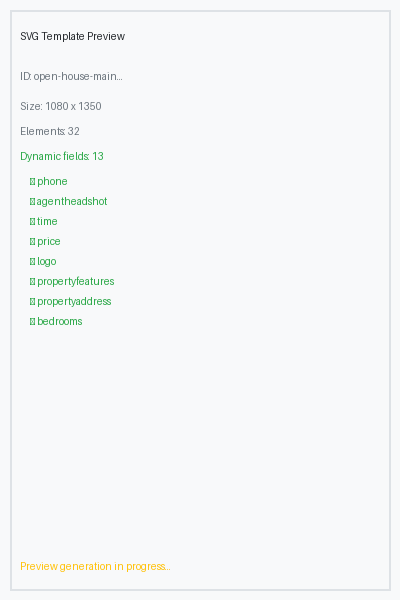 SVG Template Preview
ID: open-house-main...
Size: 1080 x 1350
Elements: 32
Dynamic fields: 13
phone
agentheadshot
time
price
logo
propertyfeatures
propertyaddress
bedrooms
Preview generation in progress...